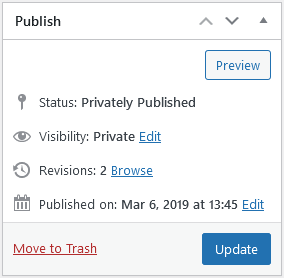 Publish
Preview
Status: Privately Published
Visibility: Private Edit
Revisions: 2 Browse
Published on: Mar 6, 2019 at 13:45 Edit
Move to Trash Update